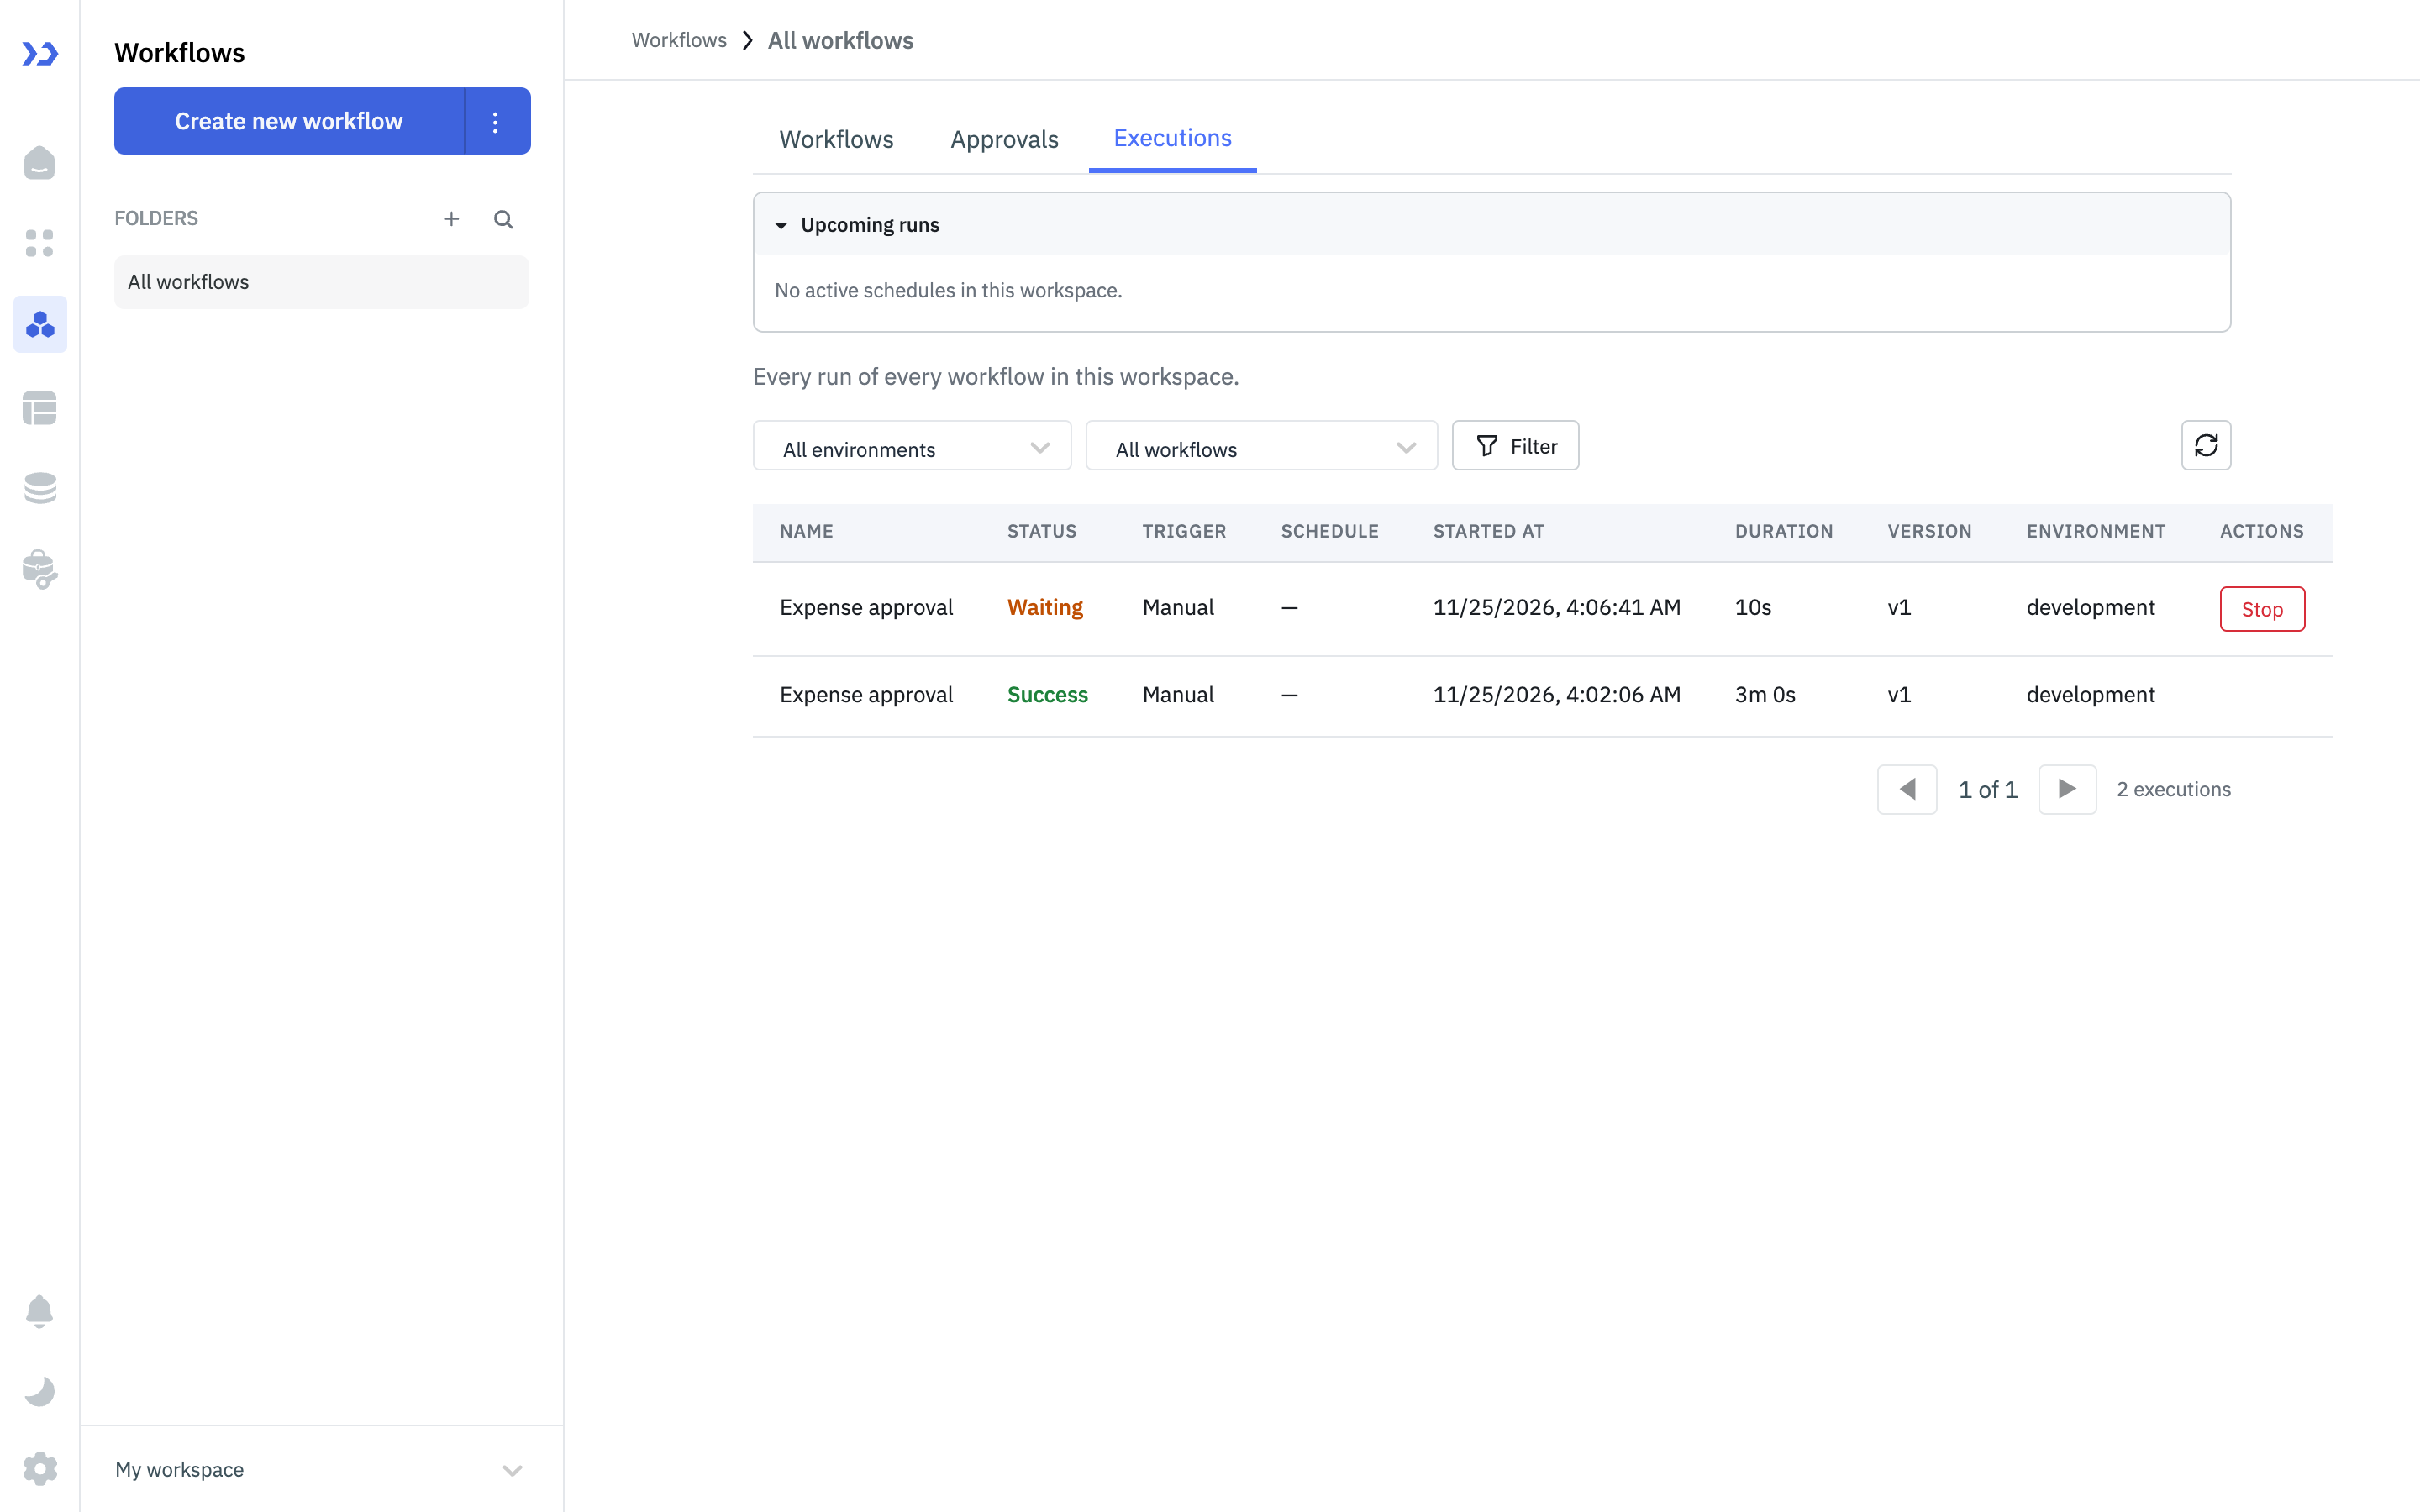 Workflows
Create new workflow
FOLDERS
All workflows
My workspace
Workflows All workflows
Workflows Approvals Executions
Upcoming runs
No active schedules in this workspace.
Every run of every workflow in this workspace.
All environments All workflows Filter
NAME STATUS TRIGGER SCHEDULE STARTED AT DURATION VERSION ENVIRONMENT ACTIONS
Expense approval Waiting Manual — 11/25/2026, 4:06:41 AM 10s v1 development Stop
Expense approval Success Manual — 11/25/2026, 4:02:06 AM 3m 0s v1 development
1 of 1 2 executions